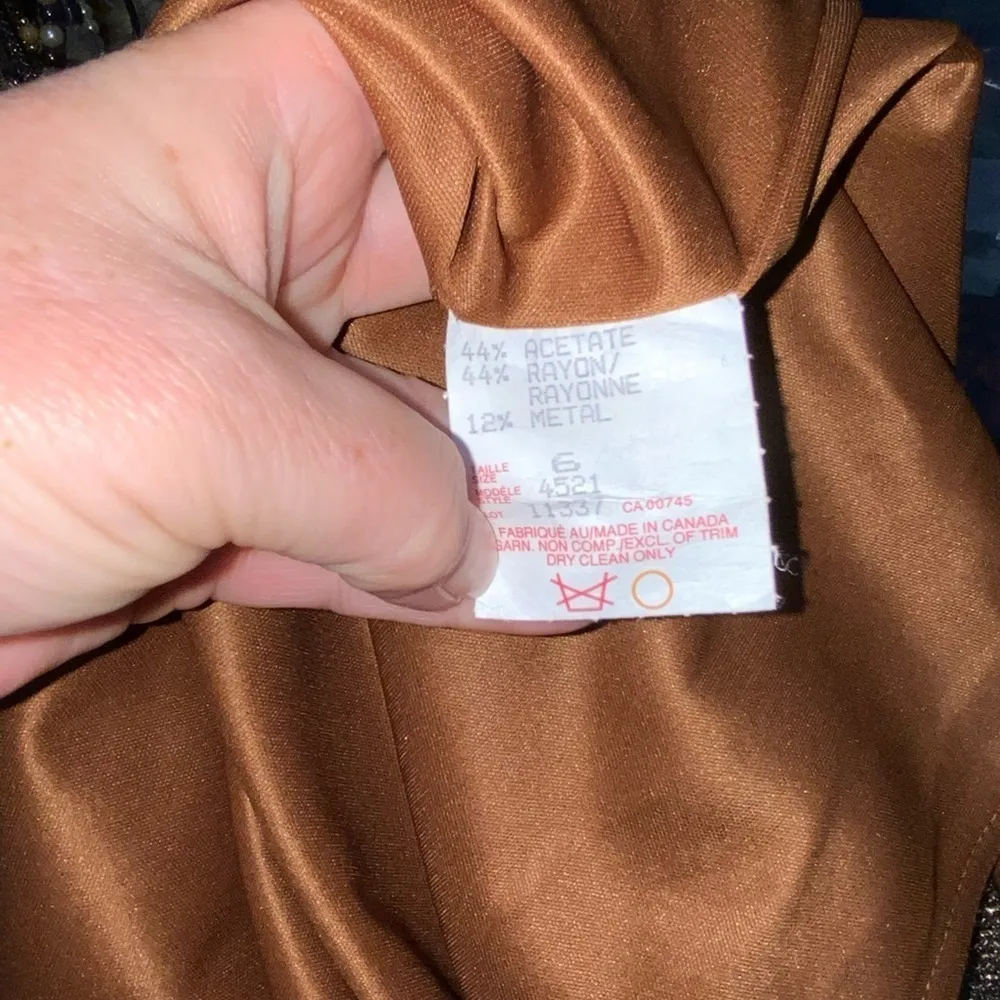 44% ACETATE
44% RAYON/
RAYONNE
12% METAL
TAILLE
SIZE 6
MODÈLE
STYLE 4521
LOT 11337 CA 00745
FABRIQUÉ AU/MADE IN CANADA
GARN. NON COMP./EXCL. OF TRIM
DRY CLEAN ONLY